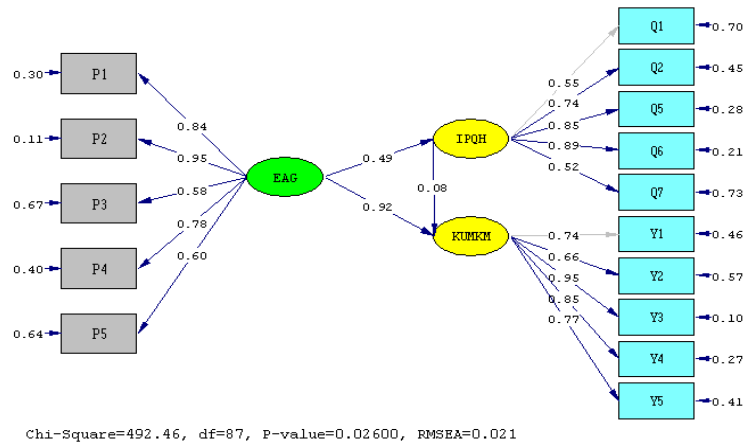 0.30 P1
0.11 P2
0.67 P3
0.40 P4
0.64 P5
0.84
0.95
0.58
0.78
0.60
EAG
0.49
0.92
IPQH
0.08
KUMKM
0.55
0.74
0.85
0.89
0.52
0.74
0.66
0.95
0.85
0.77
Q1 0.70
Q2 0.45
Q5 0.28
Q6 0.21
Q7 0.73
Y1 0.46
Y2 0.57
Y3 0.10
Y4 0.27
Y5 0.41
Chi-Square=492.46, df=87, P-value=0.02600, RMSEA=0.021